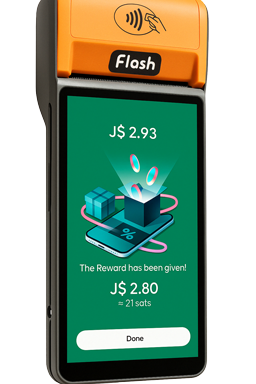 Flash
J$ 2.93
%
The Reward has been given!
J$ 2.80
≈ 21 sats
Done